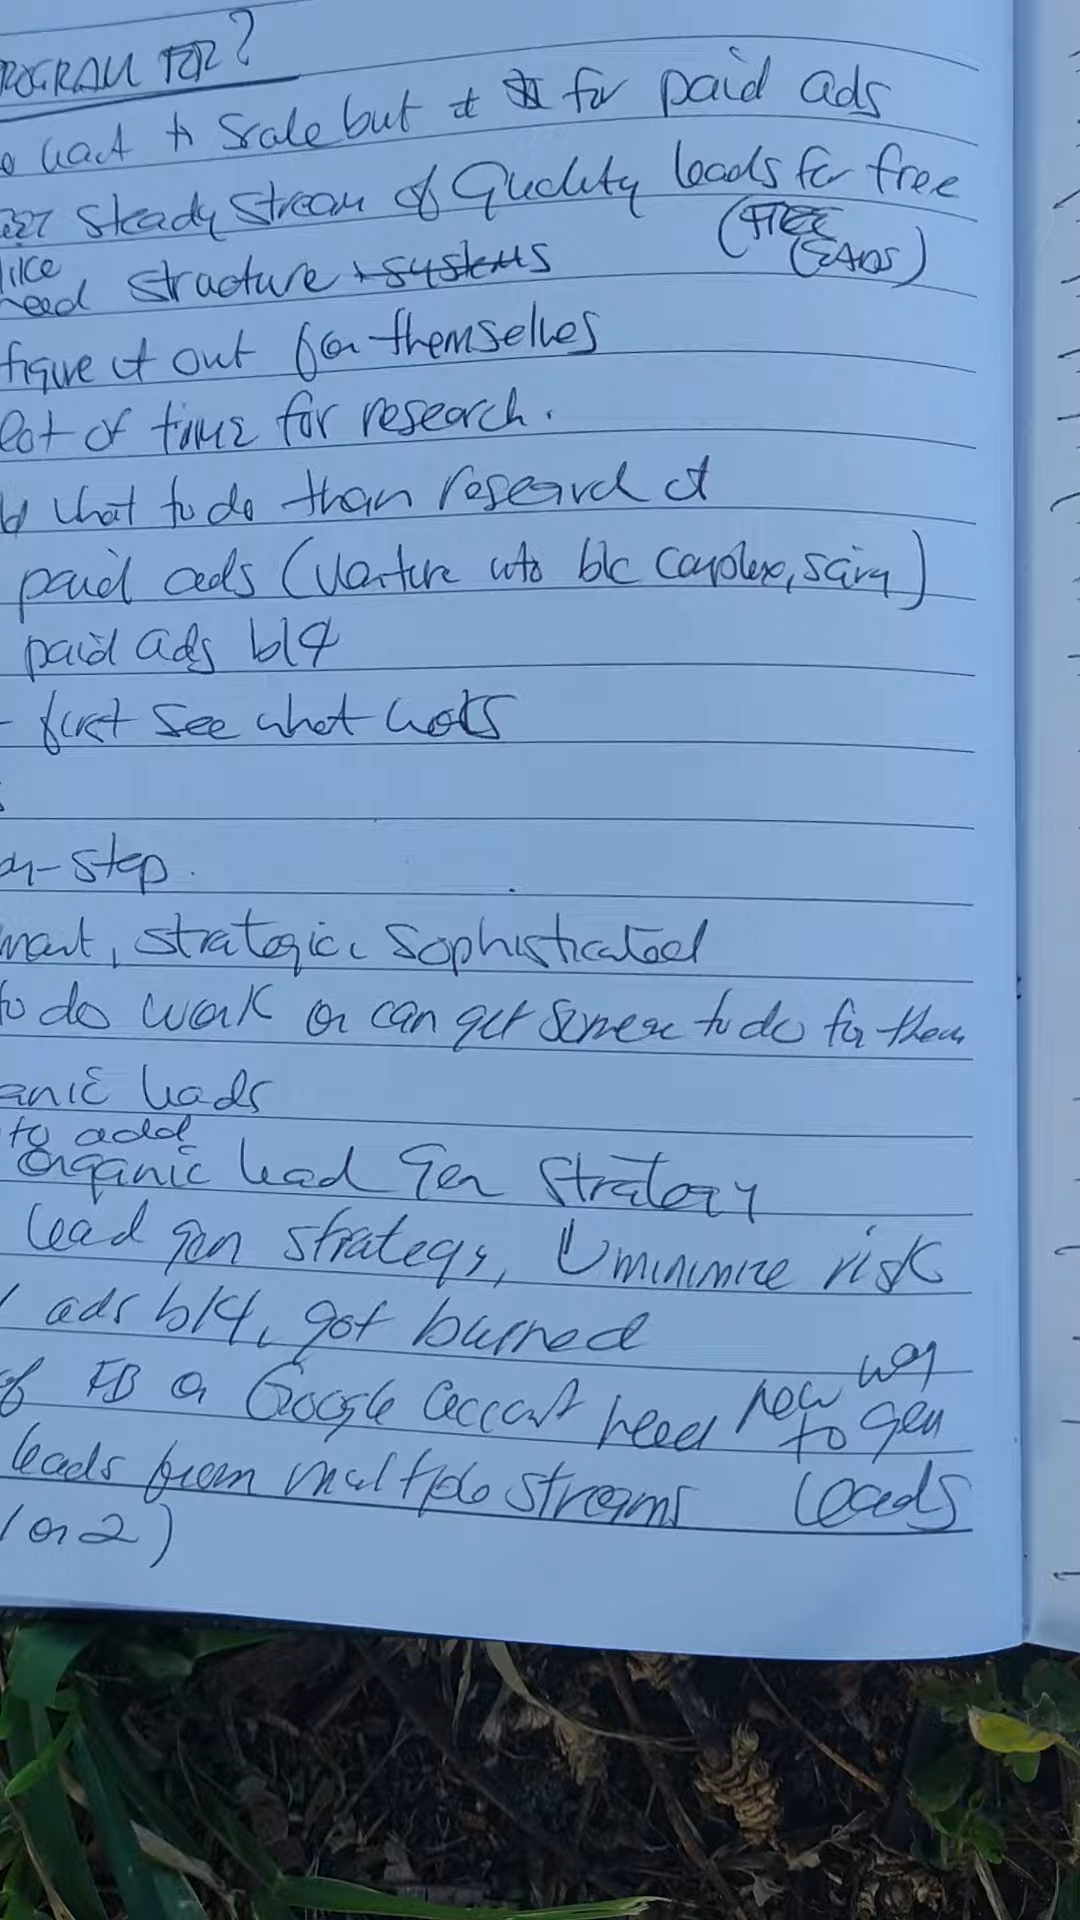 PROGRAM FOR?
want to scale but for paid ads
steady stream of quality leads for free
(FREE LEADS)
like
need structure + systems
figure it out for themselves
lot of time for research.
what to do than research it
paid ads (venture into b/c complex, scary)
paid ads b/4
- first see what works
-step.
, strategic, sophisticated
to do work or can get someone to do for them
leads
to add
organic lead gen strategy
lead gen strategy, minimize risk
ads b/4, got burned
of FB or Google account need new way to gen leads
leads from multiple streams
or 2)